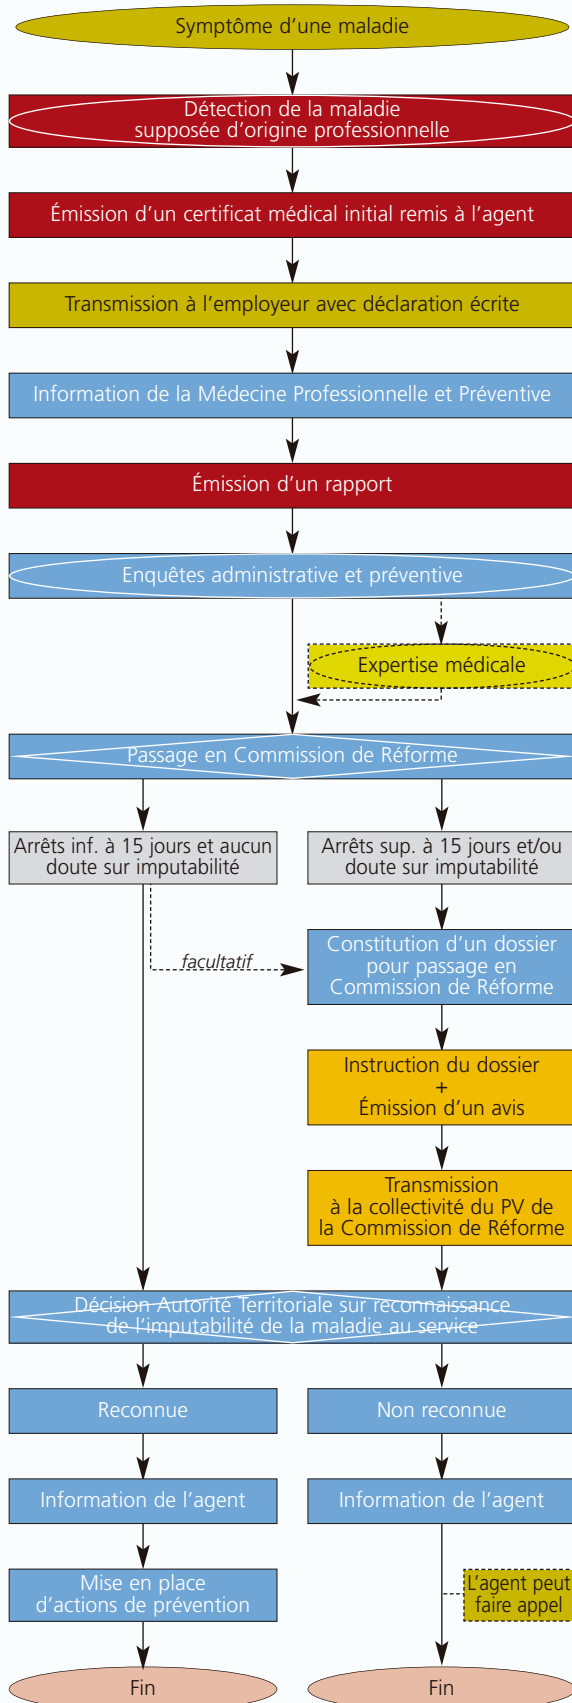 Symptôme d'une maladie
Détection de la maladie
supposée d'origine professionnelle
Émission d'un certificat médical initial remis à l'agent
Transmission à l'employeur avec déclaration écrite
Information de la Médecine Professionnelle et Préventive
Émission d'un rapport
Enquêtes administrative et préventive
Expertise médicale
Passage en Commission de Réforme
Arrêts inf. à 15 jours et aucun
doute sur imputabilité
Arrêts sup. à 15 jours et/ou
doute sur imputabilité
facultatif
Constitution d'un dossier
pour passage en
Commission de Réforme
Instruction du dossier
+
Émission d'un avis
Transmission
à la collectivité du PV de
la Commission de Réforme
Décision Autorité Territoriale sur reconnaissance
de l'imputabilité de la maladie au service
Reconnue
Non reconnue
Information de l'agent
Information de l'agent
Mise en place
d'actions de prévention
L'agent peut
faire appel
Fin
Fin